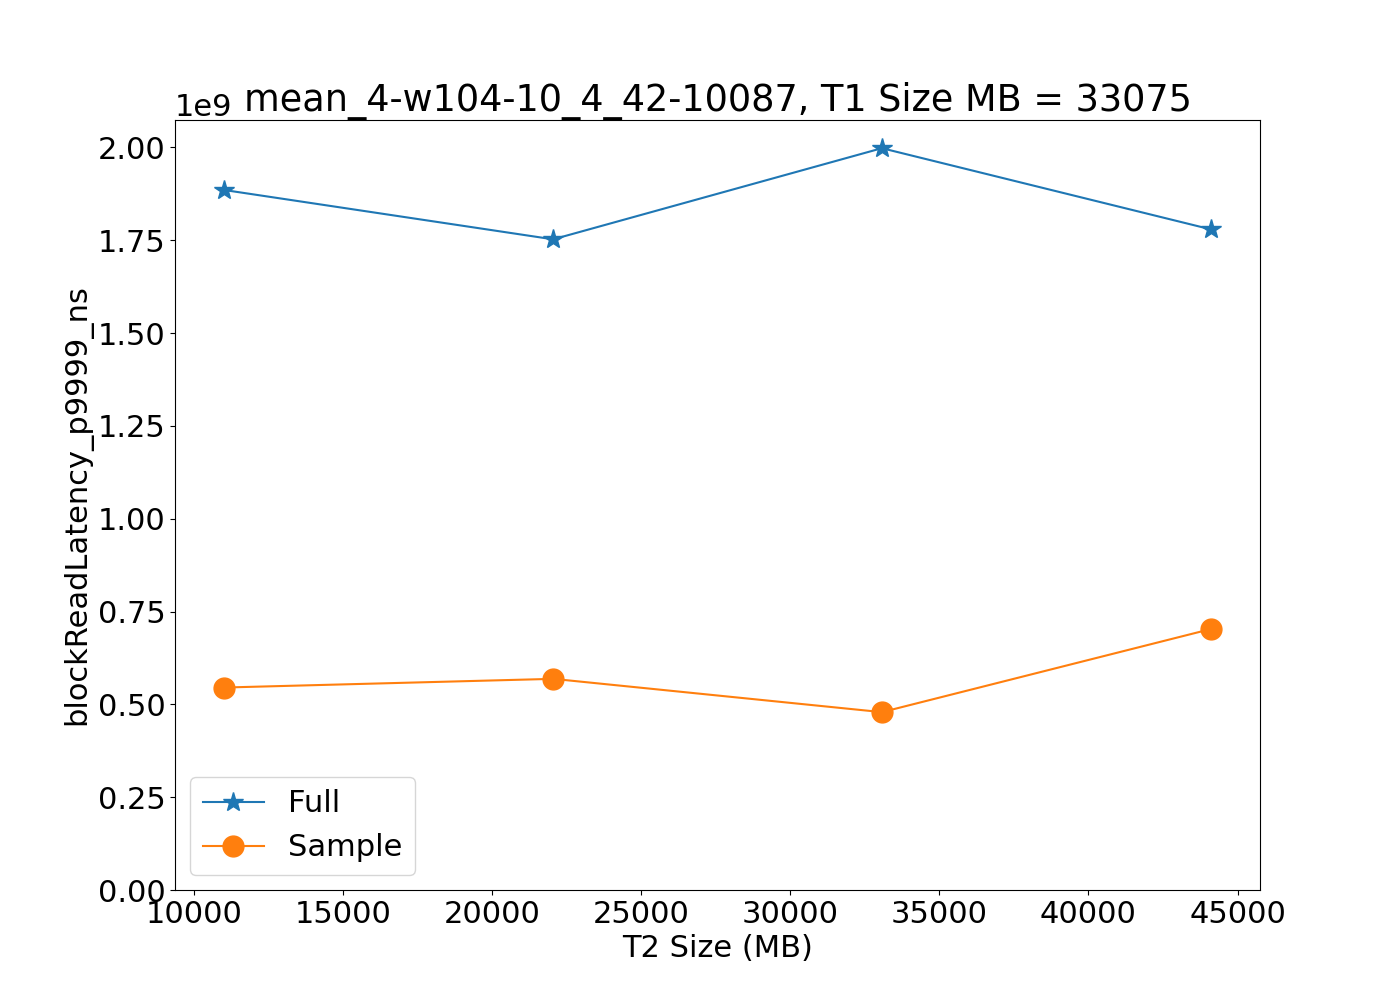 1e9
mean_4-w104-10_4_42-10087, T1 Size MB = 33075
blockReadLatency_p9999_ns
2.00
1.75
1.50
1.25
1.00
0.75
0.50
0.25
0.00
Full
Sample
10000 15000 20000 25000 30000 35000 40000 45000
T2 Size (MB)